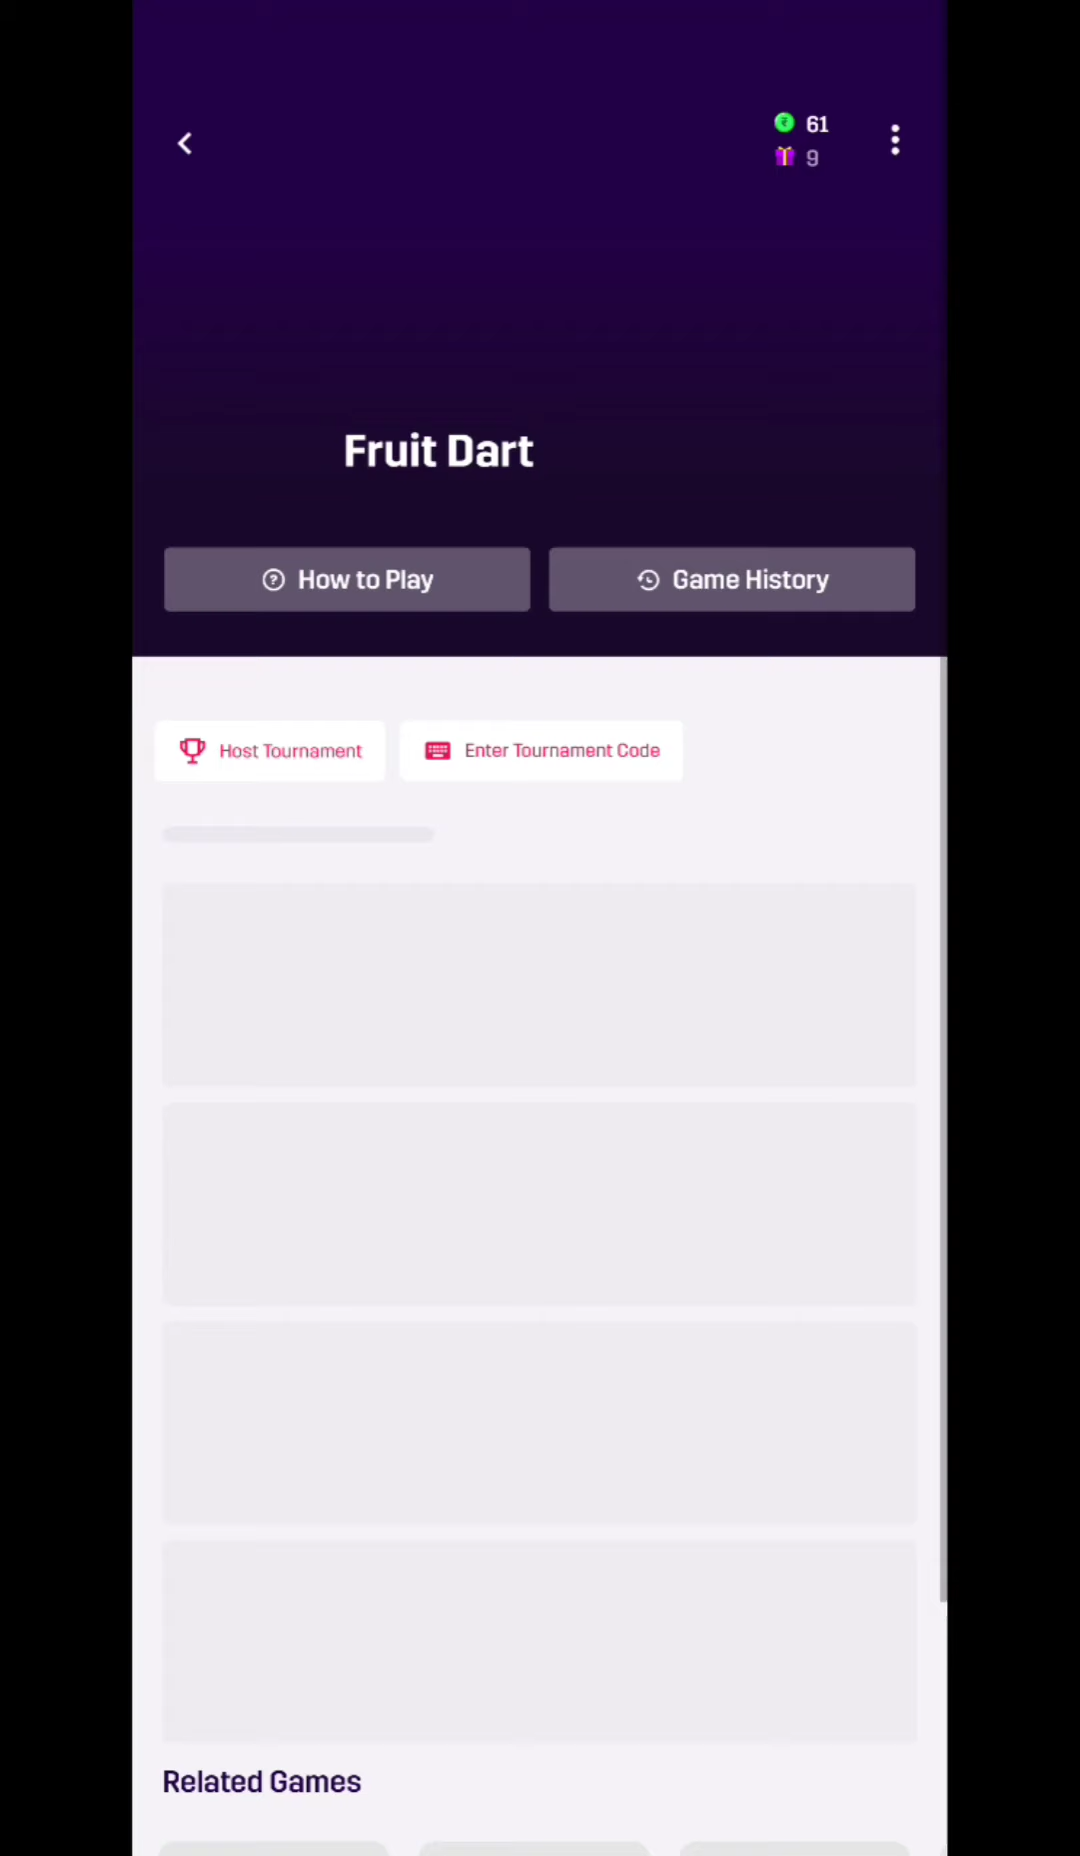 61
9
Fruit Dart
How to Play
Game History
Host Tournament
Enter Tournament Code
Related Games